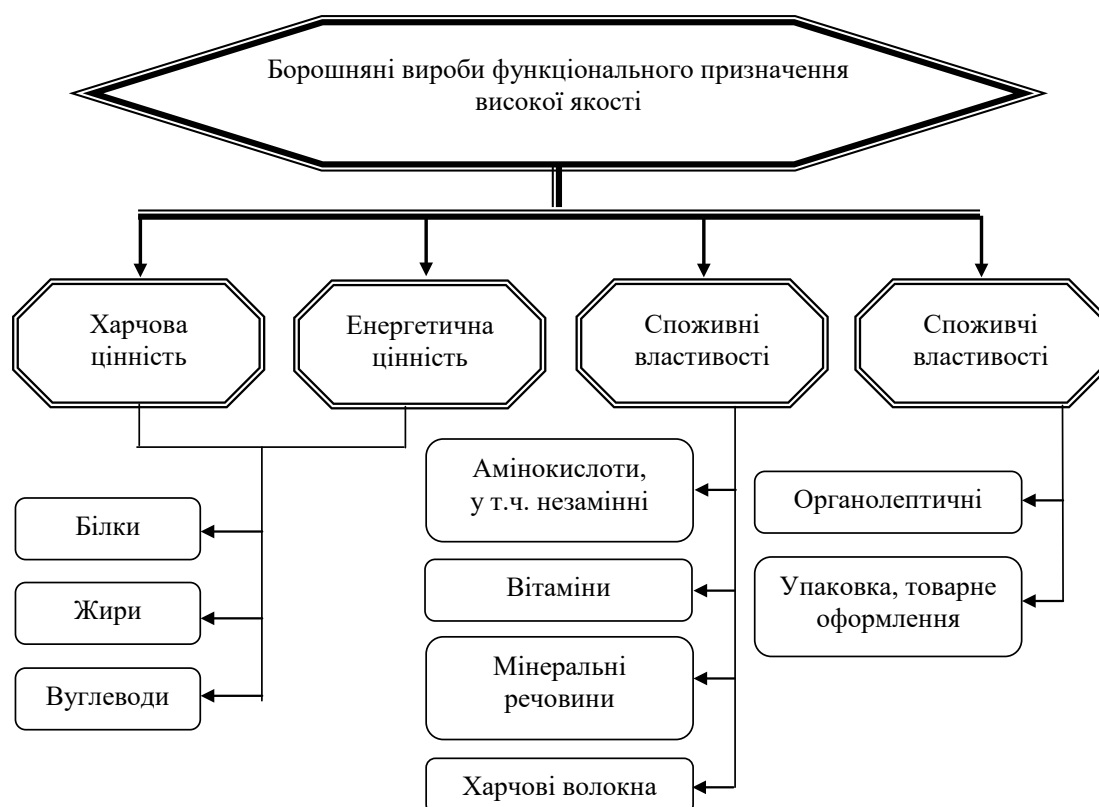 Борошняні вироби функціонального призначення
високої якості
Харчова
цінність
Енергетична
цінність
Споживні
властивості
Споживчі
властивості
Білки
Жири
Вуглеводи
Амінокислоти,
у т.ч. незамінні
Вітаміни
Мінеральні
речовини
Харчові волокна
Органолептичні
Упаковка, товарне
оформлення